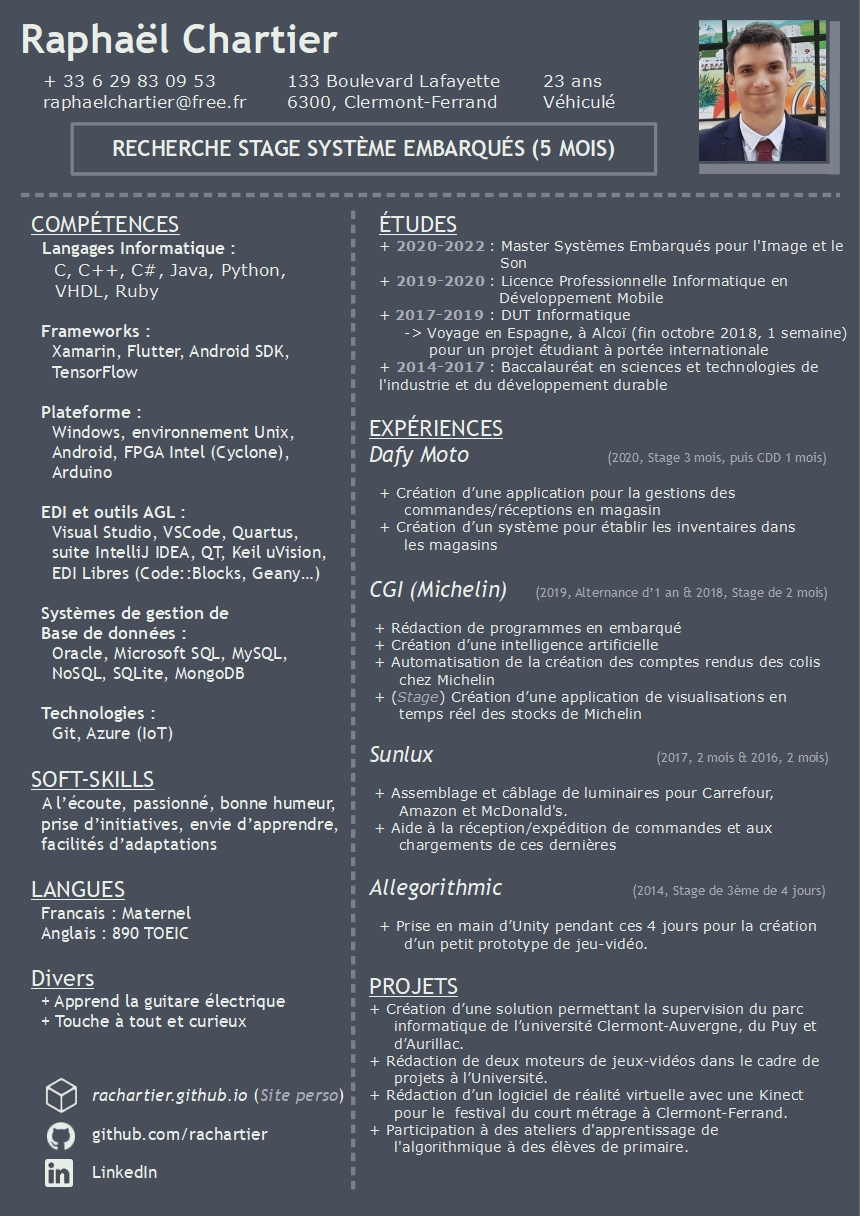 Raphaël Chartier
+ 33 6 29 83 09 53
raphaelchartier@free.fr
133 Boulevard Lafayette
6300, Clermont-Ferrand
23 ans
Véhiculé
RECHERCHE STAGE SYSTÈME EMBARQUÉS (5 MOIS)
COMPÉTENCES
Langages Informatique :
C, C++, C#, Java, Python,
VHDL, Ruby
Frameworks :
Xamarin, Flutter, Android SDK,
TensorFlow
Plateforme :
Windows, environnement Unix,
Android, FPGA Intel (Cyclone),
Arduino
EDI et outils AGL :
Visual Studio, VSCode, Quartus,
suite IntelliJ IDEA, QT, Keil uVision,
EDI Libres (Code::Blocks, Geany…)
Systèmes de gestion de
Base de données :
Oracle, Microsoft SQL, MySQL,
NoSQL, SQLite, MongoDB
Technologies :
Git, Azure (IoT)
SOFT-SKILLS
A l’écoute, passionné, bonne humeur,
prise d’initiatives, envie d’apprendre,
facilités d’adaptations
LANGUES
Francais : Maternel
Anglais : 890 TOEIC
Divers
+ Apprend la guitare électrique
+ Touche à tout et curieux
rachartier.github.io (Site perso)
github.com/rachartier
in LinkedIn
ÉTUDES
+ 2020-2022 : Master Systèmes Embarqués pour l'Image et le
Son
+ 2019-2020 : Licence Professionnelle Informatique en
Développement Mobile
+ 2017-2019 : DUT Informatique
-> Voyage en Espagne, à Alcoï (fin octobre 2018, 1 semaine)
pour un projet étudiant à portée internationale
+ 2014-2017 : Baccalauréat en sciences et technologies de
l'industrie et du développement durable
EXPÉRIENCES
Dafy Moto (2020, Stage 3 mois, puis CDD 1 mois)
+ Création d’une application pour la gestions des
commandes/réceptions en magasin
+ Création d’un système pour établir les inventaires dans
les magasins
CGI (Michelin) (2019, Alternance d’1 an & 2018, Stage de 2 mois)
+ Rédaction de programmes en embarqué
+ Création d’une intelligence artificielle
+ Automatisation de la création des comptes rendus des colis
chez Michelin
+ (Stage) Création d’une application de visualisations en
temps réel des stocks de Michelin
Sunlux (2017, 2 mois & 2016, 2 mois)
+ Assemblage et câblage de luminaires pour Carrefour,
Amazon et McDonald's.
+ Aide à la réception/expédition de commandes et aux
chargements de ces dernières
Allegorithmic (2014, Stage de 3ème de 4 jours)
+ Prise en main d’Unity pendant ces 4 jours pour la création
d’un petit prototype de jeu-vidéo.
PROJETS
+ Création d’une solution permettant la supervision du parc
informatique de l’université Clermont-Auvergne, du Puy et
d’Aurillac.
+ Rédaction de deux moteurs de jeux-vidéos dans le cadre de
projets à l’Université.
+ Rédaction d’un logiciel de réalité virtuelle avec une Kinect
pour le festival du court métrage à Clermont-Ferrand.
+ Participation à des ateliers d'apprentissage de
l'algorithmique à des élèves de primaire.